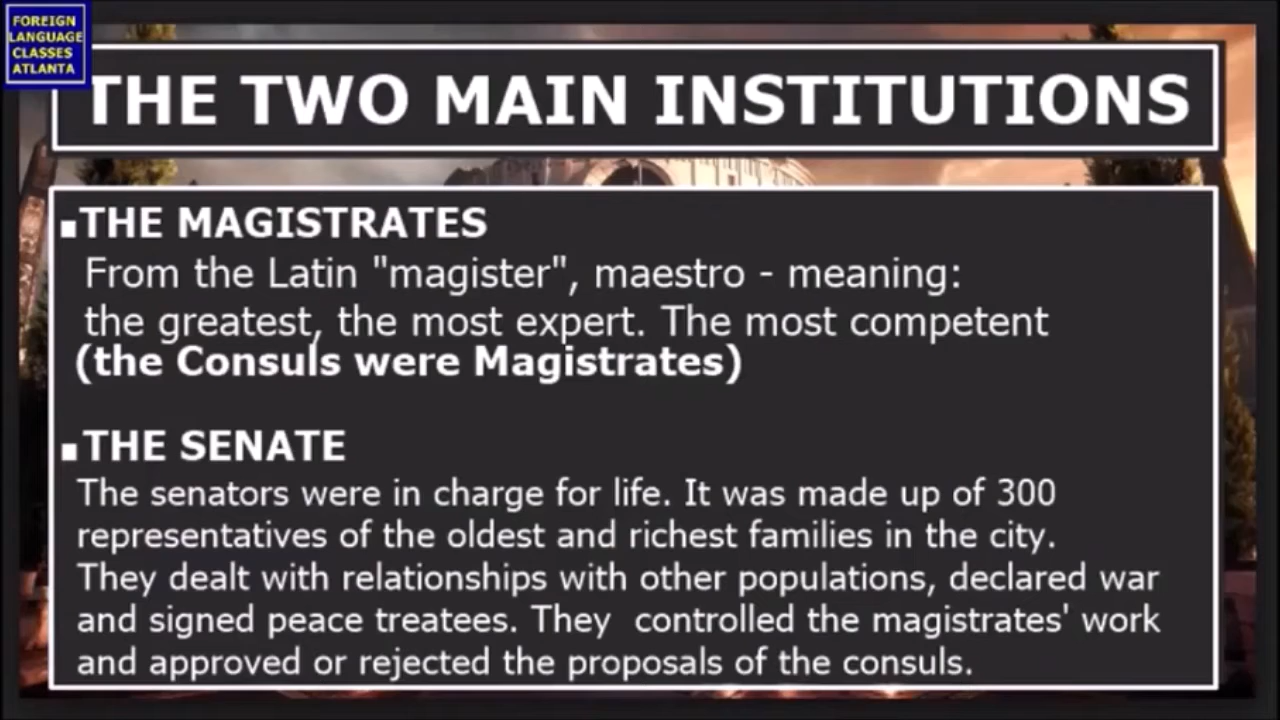 FOREIGN
LANGUAGE
CLASSES
ATLANTA
THE TWO MAIN INSTITUTIONS
▪THE MAGISTRATES
From the Latin "magister", maestro - meaning:
the greatest, the most expert. The most competent
(the Consuls were Magistrates)
▪THE SENATE
The senators were in charge for life. It was made up of 300
representatives of the oldest and richest families in the city.
They dealt with relationships with other populations, declared war
and signed peace treatees. They  controlled the magistrates' work
and approved or rejected the proposals of the consuls.